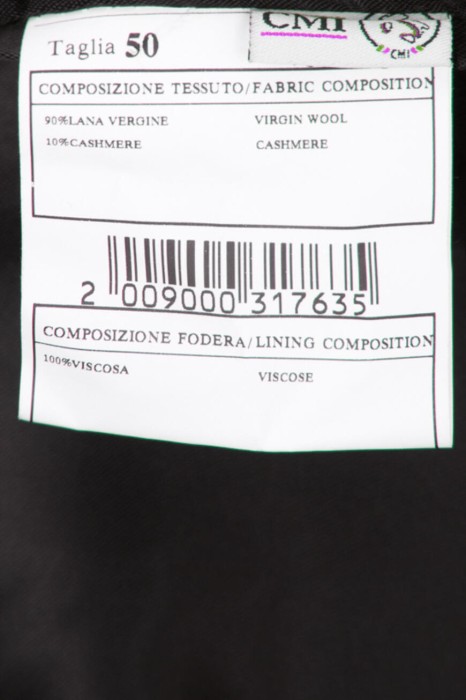 CMI
CMI
Taglia 50
COMPOSIZIONE TESSUTO/FABRIC COMPOSITION
90%LANA VERGINE VIRGIN WOOL
10%CASHMERE CASHMERE
2 009000 317635
COMPOSIZIONE FODERA/LINING COMPOSITION
100%VISCOSA VISCOSE